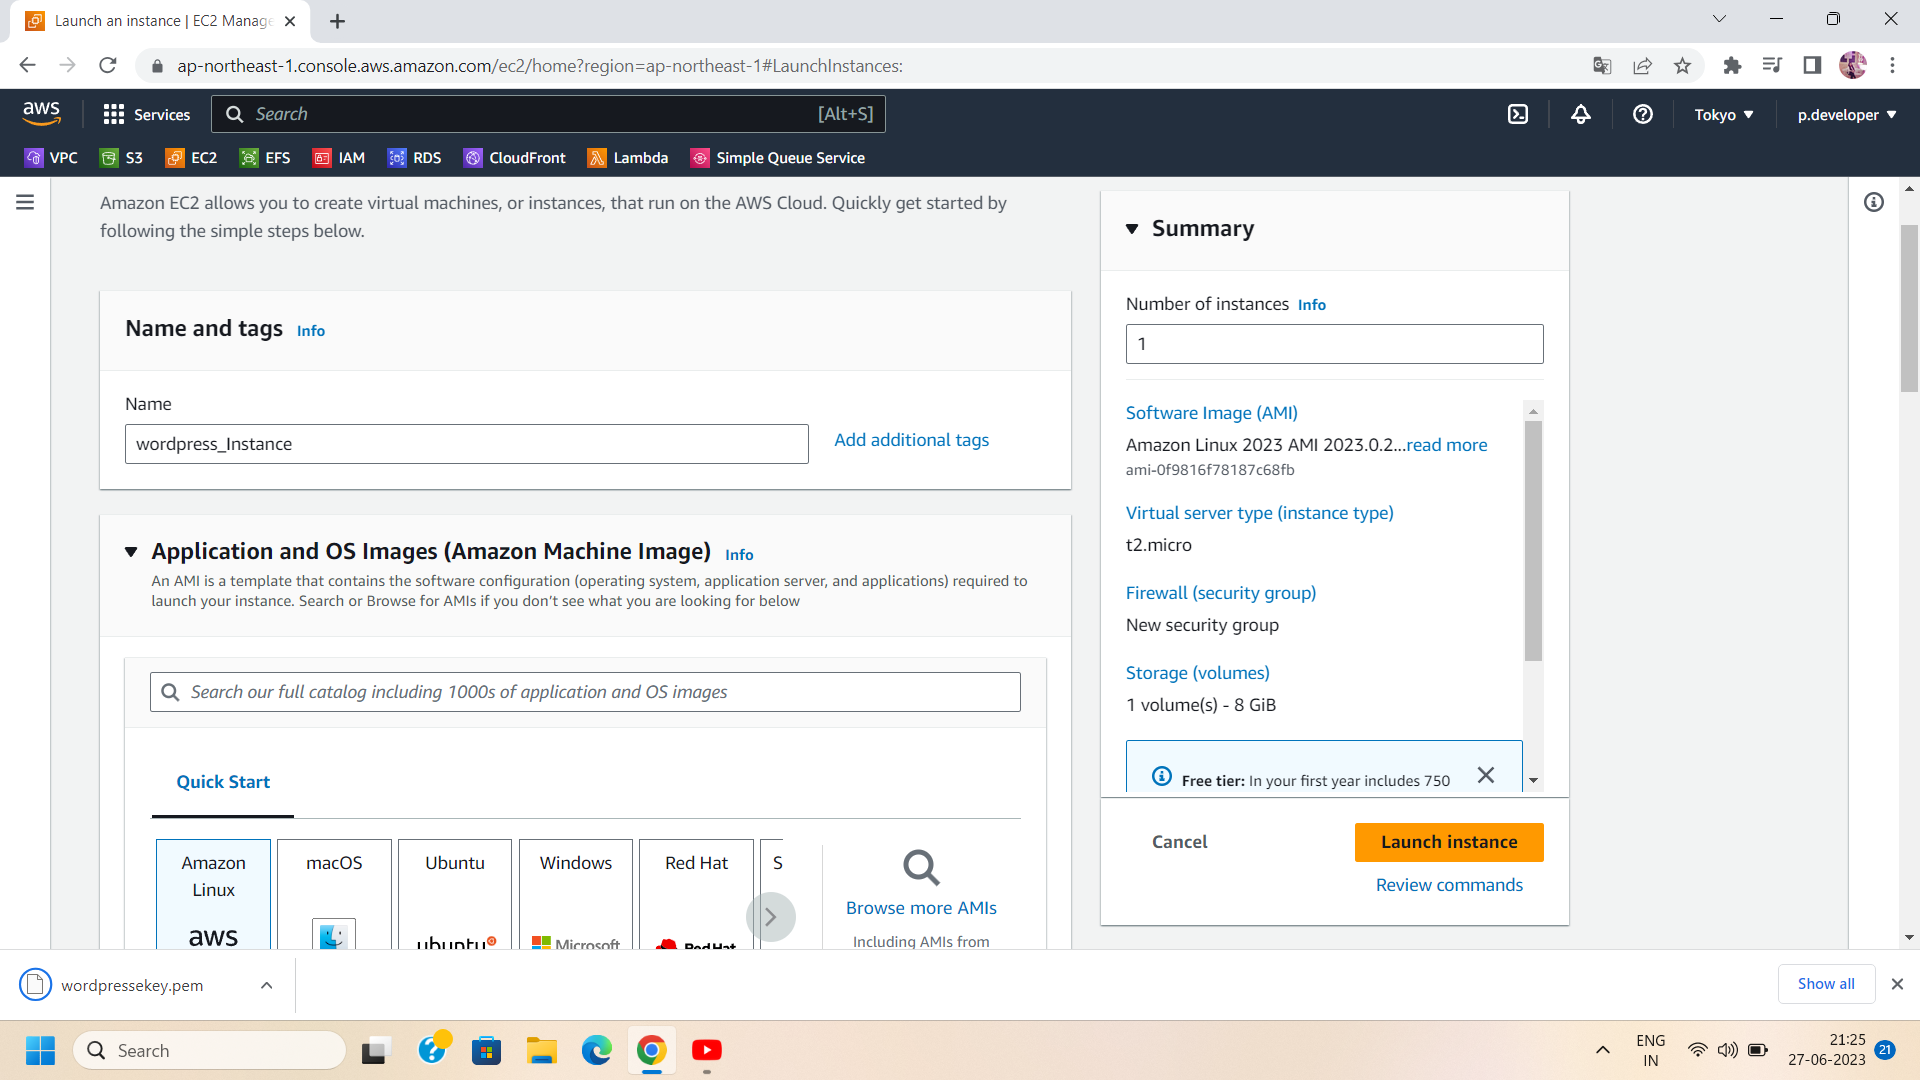 Launch an instance | EC2 Manage
ap-northeast-1.console.aws.amazon.com/ec2/home?region=ap-northeast-1#LaunchInstances:
aws
Services
Search
[Alt+S]
Tokyo
p.developer
VPC
S3
EC2
EFS
IAM
RDS
CloudFront
Lambda
Simple Queue Service
Amazon EC2 allows you to create virtual machines, or instances, that run on the AWS Cloud. Quickly get started by
following the simple steps below.
Name and tags Info
Name
wordpress_Instance
Add additional tags
Application and OS Images (Amazon Machine Image) Info
An AMI is a template that contains the software configuration (operating system, application server, and applications) required to
launch your instance. Search or Browse for AMIs if you don’t see what you are looking for below
Search our full catalog including 1000s of application and OS images
Quick Start
Amazon
Linux
aws
macOS
Ubuntu
ubuntu
Windows
Microsoft
Red Hat
Red Hat
S
Browse more AMIs
Including AMIs from
Summary
Number of instances Info
1
Software Image (AMI)
Amazon Linux 2023 AMI 2023.0.2...read more
ami-0f9816f78187c68fb
Virtual server type (instance type)
t2.micro
Firewall (security group)
New security group
Storage (volumes)
1 volume(s) - 8 GiB
Free tier: In your first year includes 750
Cancel
Launch instance
Review commands
wordpressekey.pem
Show all
Search
ENG
IN
21:25
27-06-2023
21